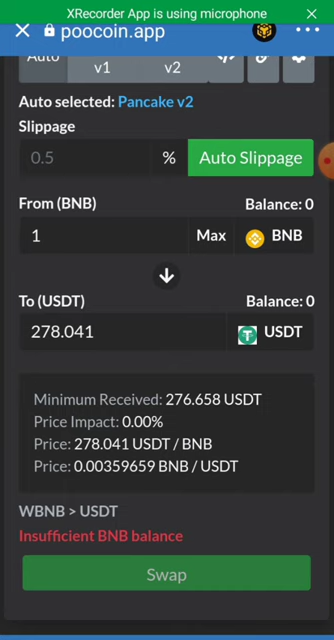 XRecorder App is using microphone
poocoin.app
Auto
v1
v2
Auto selected: Pancake v2
Slippage
0.5 % Auto Slippage
From (BNB) Balance: 0
1 Max BNB
To (USDT) Balance: 0
278.041 USDT
Minimum Received: 276.658 USDT
Price Impact: 0.00%
Price: 278.041 USDT / BNB
Price: 0.00359659 BNB / USDT
WBNB > USDT
Insufficient BNB balance
Swap